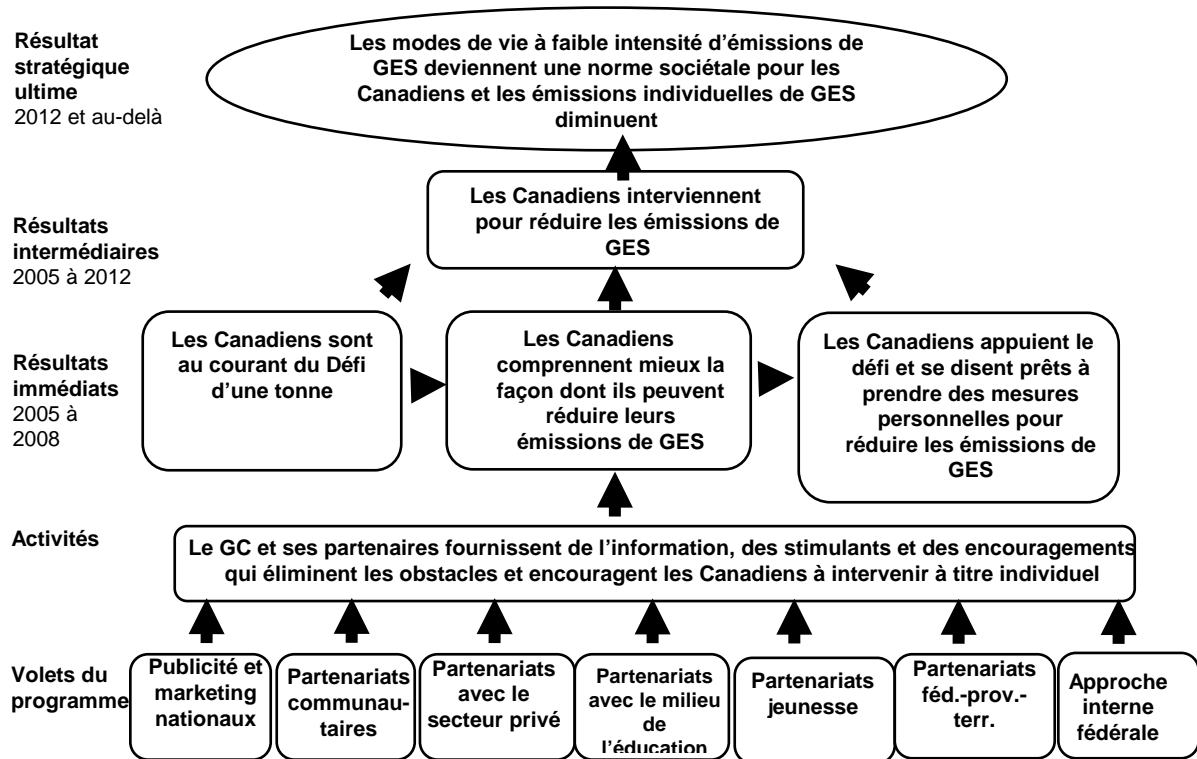 Résultat
stratégique
ultime
2012 et au-delà
Les modes de vie à faible intensité d’émissions de
GES deviennent une norme sociétale pour les
Canadiens et les émissions individuelles de GES
diminuent
Résultats
intermédiaires
2005 à 2012
Les Canadiens interviennent
pour réduire les émissions de
GES
Résultats
immédiats
2005 à
2008
Les Canadiens sont
au courant du Défi
d’une tonne
Les Canadiens
comprennent mieux la
façon dont ils peuvent
réduire leurs
émissions de GES
Les Canadiens appuient le
défi et se disent prêts à
prendre des mesures
personnelles pour
réduire les émissions de
GES
Activités
Le GC et ses partenaires fournissent de l’information, des stimulants et des encouragements
qui éliminent les obstacles et encouragent les Canadiens à intervenir à titre individuel
Volets du
programme
Publicité et
marketing
nationaux
Partenariats
communau-
taires
Partenariats
avec le
secteur privé
Partenariats
avec le milieu
de
l’éducation
Partenariats
jeunesse
Partenariats
féd.-prov.-
terr.
Approche
interne
fédérale